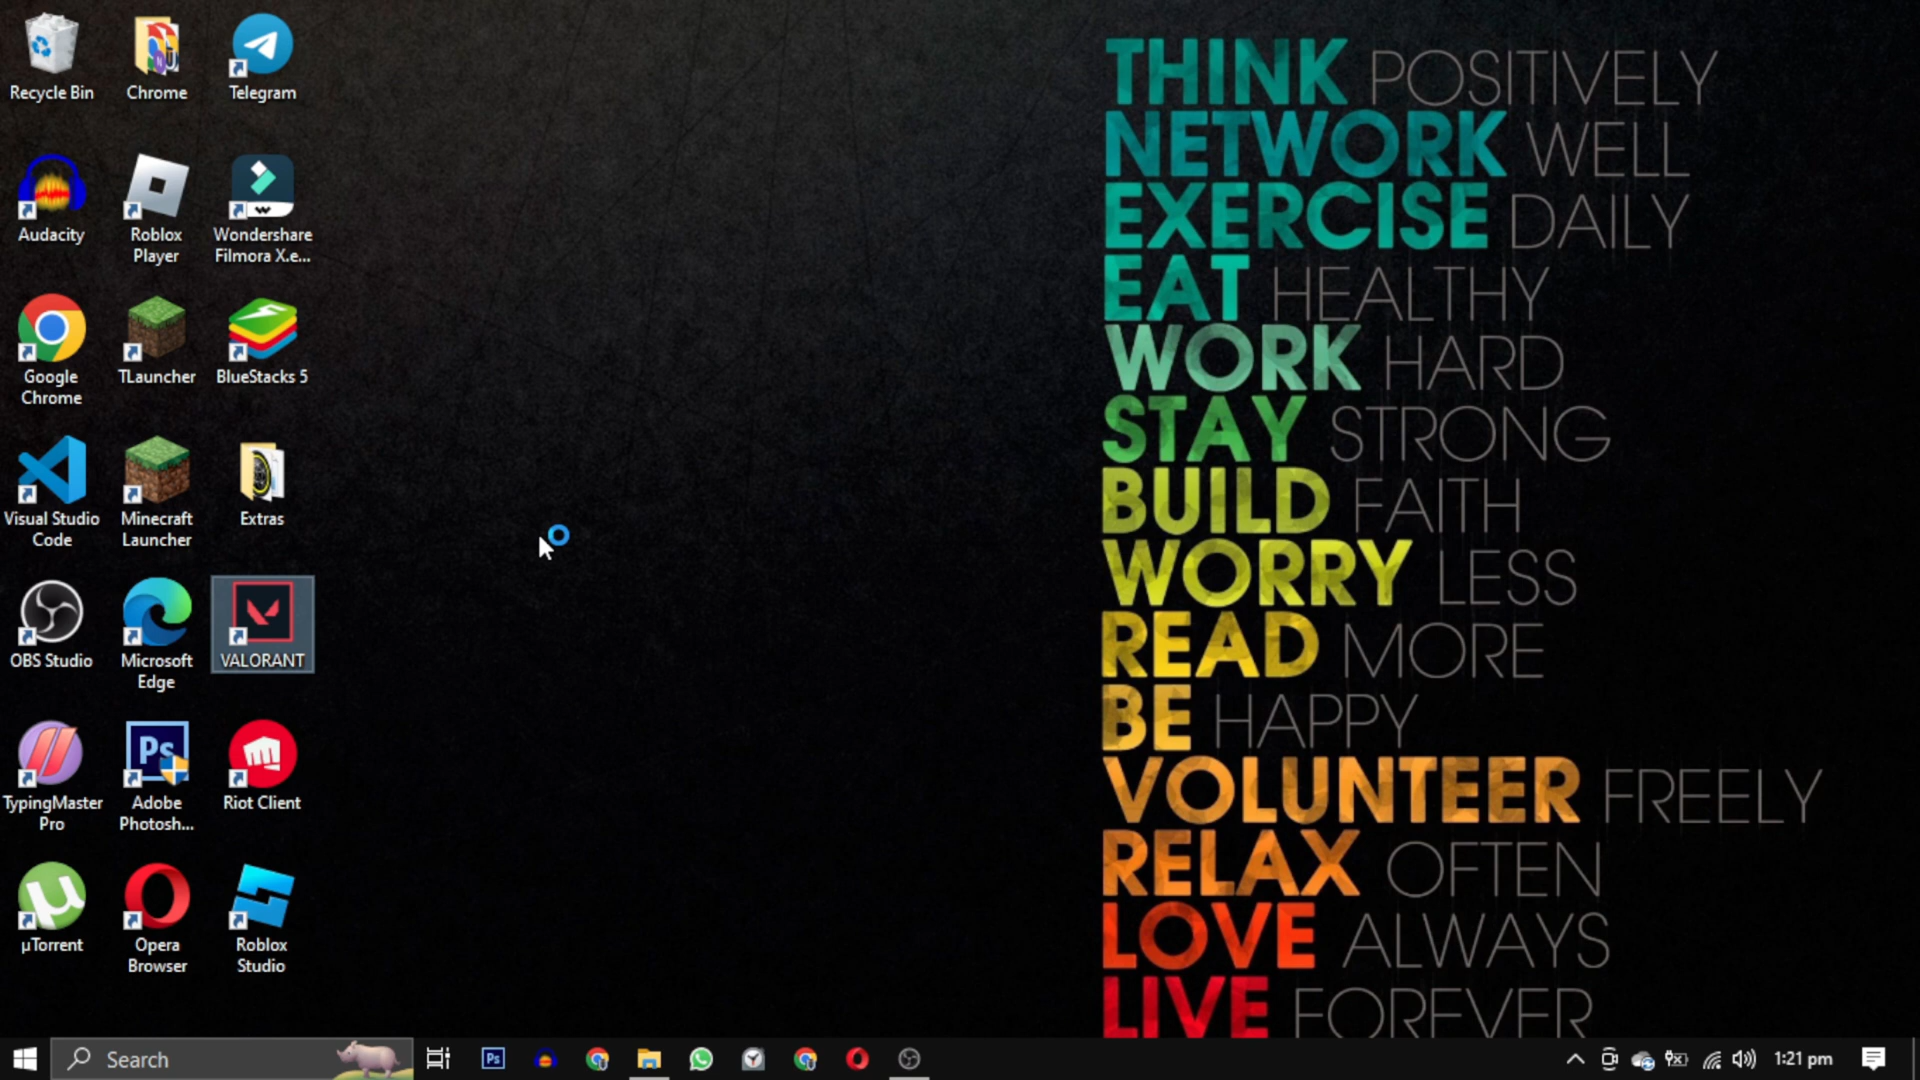 Recycle Bin
Chrome
Telegram
Audacity
Roblox
Player
Wondershare
Filmora X.e...
Google
Chrome
TLauncher
BlueStacks 5
Visual Studio
Code
Minecraft
Launcher
Extras
OBS Studio
Microsoft
Edge
VALORANT
TypingMaster
Pro
Ps
Adobe
Photosh...
Riot Client
µ
µTorrent
Opera
Browser
Roblox
Studio
THINK POSITIVELY
NETWORK WELL
EXERCISE DAILY
EAT HEALTHY
WORK HARD
STAY STRONG
BUILD FAITH
WORRY LESS
READ MORE
BE HAPPY
VOLUNTEER FREELY
RELAX OFTEN
LOVE ALWAYS
LIVE FOREVER
Search
Ps
1:21 pm